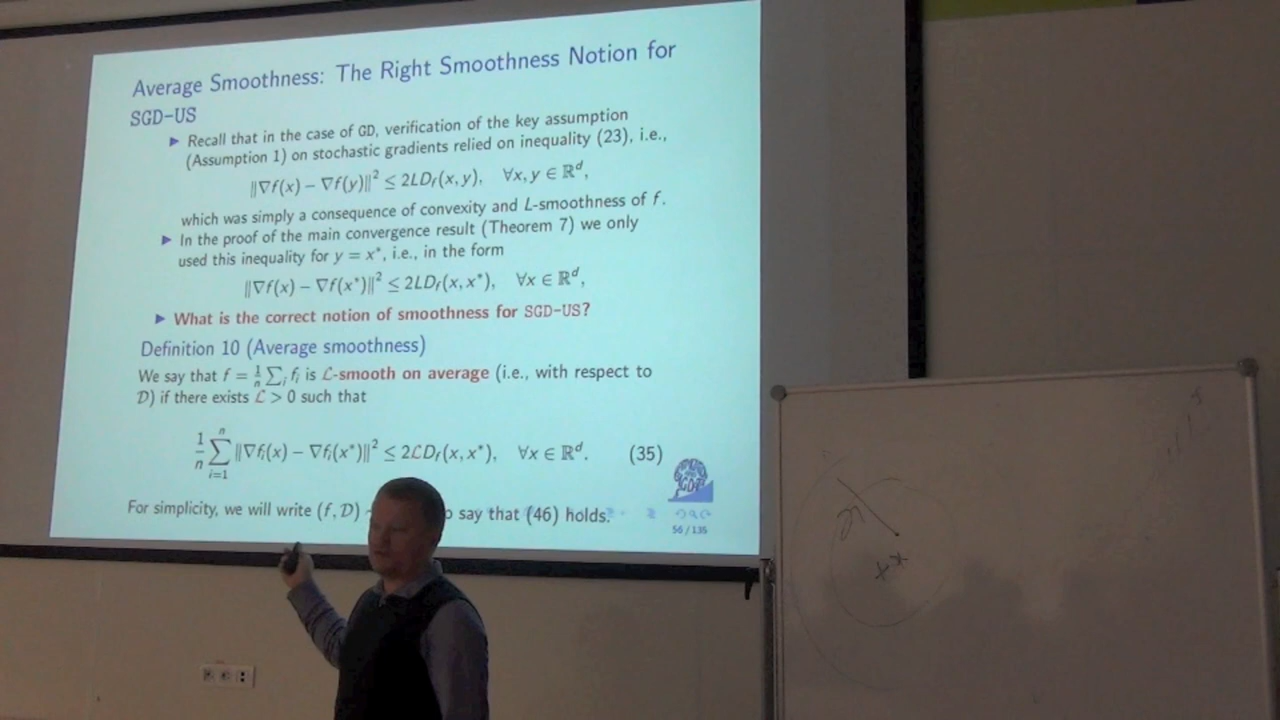 Average Smoothness: The Right Smoothness Notion for
SGD-US
▶ Recall that in the case of GD, verification of the key assumption
(Assumption 1) on stochastic gradients relied on inequality (23), i.e.,
‖∇f(x) − ∇f(y)‖² ≤ 2LD_f(x, y), ∀x, y ∈ ℝ^d,
which was simply a consequence of convexity and L-smoothness of f.
▶ In the proof of the main convergence result (Theorem 7) we only
used this inequality for y = x*, i.e., in the form
‖∇f(x) − ∇f(x*)‖² ≤ 2LD_f(x, x*), ∀x ∈ ℝ^d,
▶ What is the correct notion of smoothness for SGD-US?
Definition 10 (Average smoothness)
We say that f = 1/n ∑_i f_i is ℒ-smooth on average (i.e., with respect to
𝒟) if there exists ℒ > 0 such that
1/n ∑_{i=1}^n ‖∇f_i(x) − ∇f_i(x*)‖² ≤ 2ℒD_f(x, x*), ∀x ∈ ℝ^d. (35)
For simplicity, we will write (f, 𝒟) say that (46) holds.
56 / 135